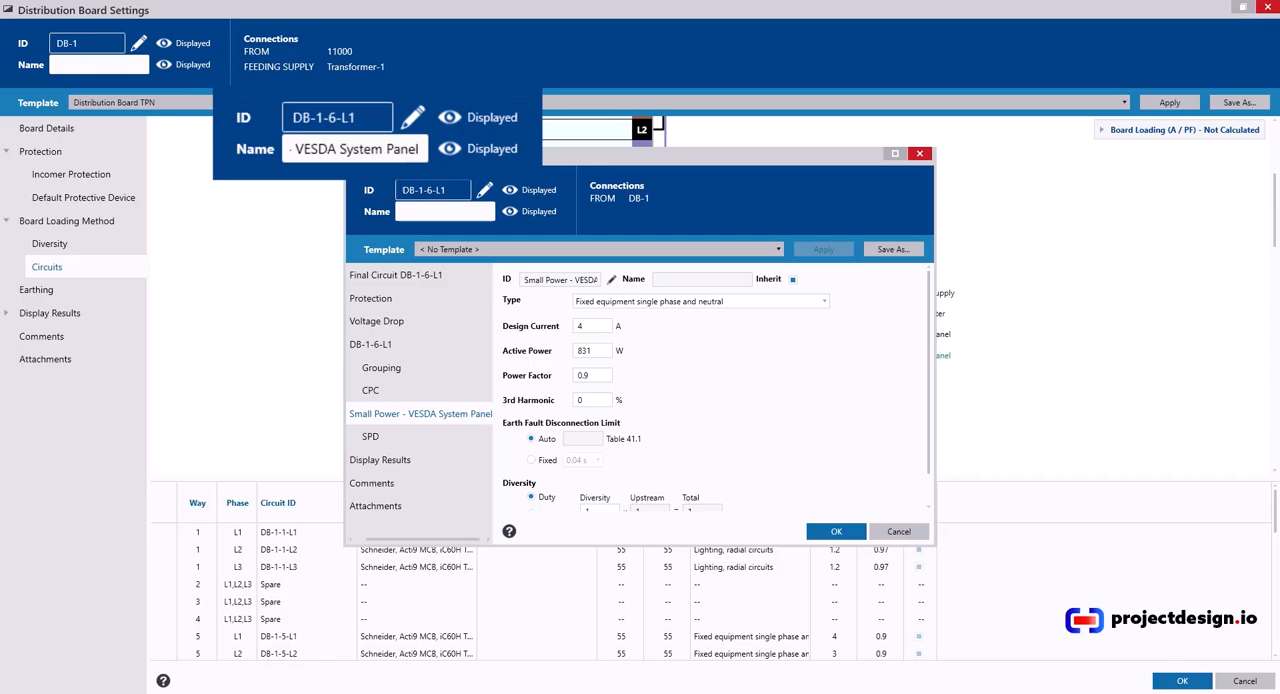 Distribution Board Settings
ID DB-1 Displayed
Name Displayed
Connections
FROM 11000
FEEDING SUPPLY Transformer-1
Template Distribution Board TPN Apply Save As...
ID DB-1-6-L1 Displayed
Name - VESDA System Panel Displayed
L2
Board Loading (A / PF) - Not Calculated
Board Details
Protection
Incomer Protection
Default Protective Device
Board Loading Method
Diversity
Circuits
Earthing
Display Results
Comments
Attachments
ID DB-1-6-L1 Displayed
Name Displayed
Connections
FROM DB-1
Template < No Template > Apply Save As...
Final Circuit DB-1-6-L1
Protection
Voltage Drop
DB-1-6-L1
Grouping
CPC
Small Power - VESDA System Panel
SPD
Display Results
Comments
Attachments
ID Small Power - VESDA Name Inherit
Type Fixed equipment single phase and neutral
Design Current 4 A
Active Power 831 W
Power Factor 0.9
3rd Harmonic 0 %
Earth Fault Disconnection Limit
Auto Table 41.1
Fixed 0.04 s
Diversity
Duty Diversity Upstream Total
1 x 1 = 1
OK Cancel
upply
ter
anel
anel
Way Phase Circuit ID
1 L1 DB-1-1-L1
1 L2 DB-1-1-L2 Schneider, Acti9 MCB, iC60H T... 55 55 Lighting, radial circuits 1.2 0.97
1 L3 DB-1-1-L3 Schneider, Acti9 MCB, iC60H T... 55 55 Lighting, radial circuits 1.2 0.97
2 L1,L2,L3 Spare -- -- -- -- -- -- --
3 L1,L2,L3 Spare -- -- -- -- -- -- --
4 L1,L2,L3 Spare -- -- -- -- -- -- --
5 L1 DB-1-5-L1 Schneider, Acti9 MCB, iC60H T... 55 55 Fixed equipment single phase an 4 0.9
5 L2 DB-1-5-L2 Schneider, Acti9 MCB, iC60H T... 55 55 Fixed equipment single phase an 3 0.9
projectdesign.io
OK Cancel